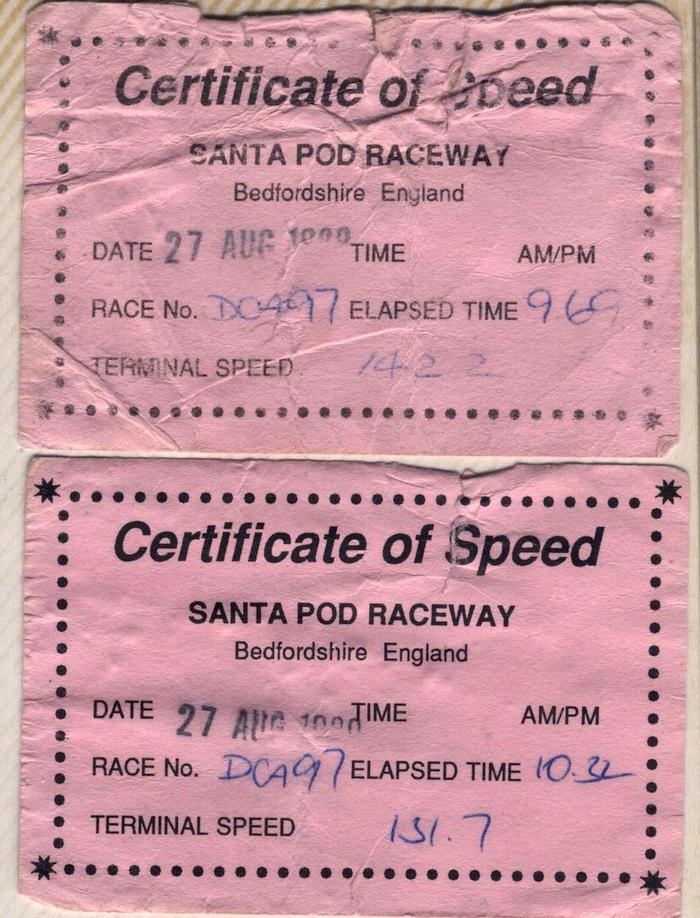 Certificate of Speed
SANTA POD RACEWAY
Bedfordshire England
DATE 27 AUG TIME AM/PM
RACE No. DCA97 ELAPSED TIME 9.69
TERMINAL SPEED 142 2
Certificate of Speed
SANTA POD RACEWAY
Bedfordshire England
DATE 27 AUG TIME AM/PM
RACE No. DCA97 ELAPSED TIME 10.32
TERMINAL SPEED 131.7